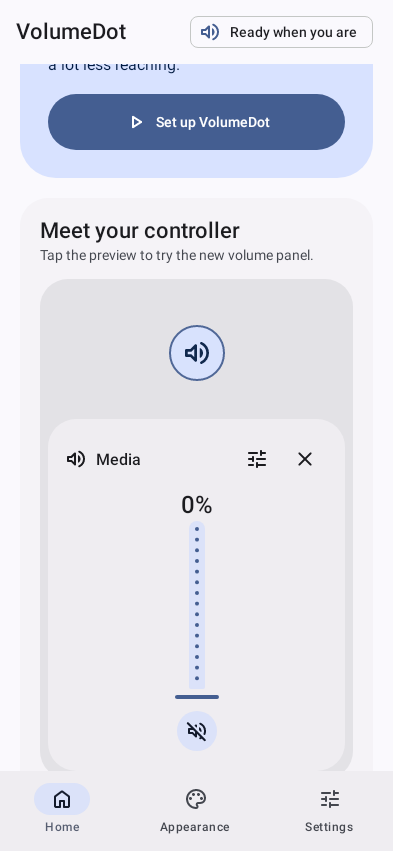 VolumeDot
Ready when you are
a lot less reaching.
Set up VolumeDot
Meet your controller
Tap the preview to try the new volume panel.
Media
0%
Home
Appearance
Settings